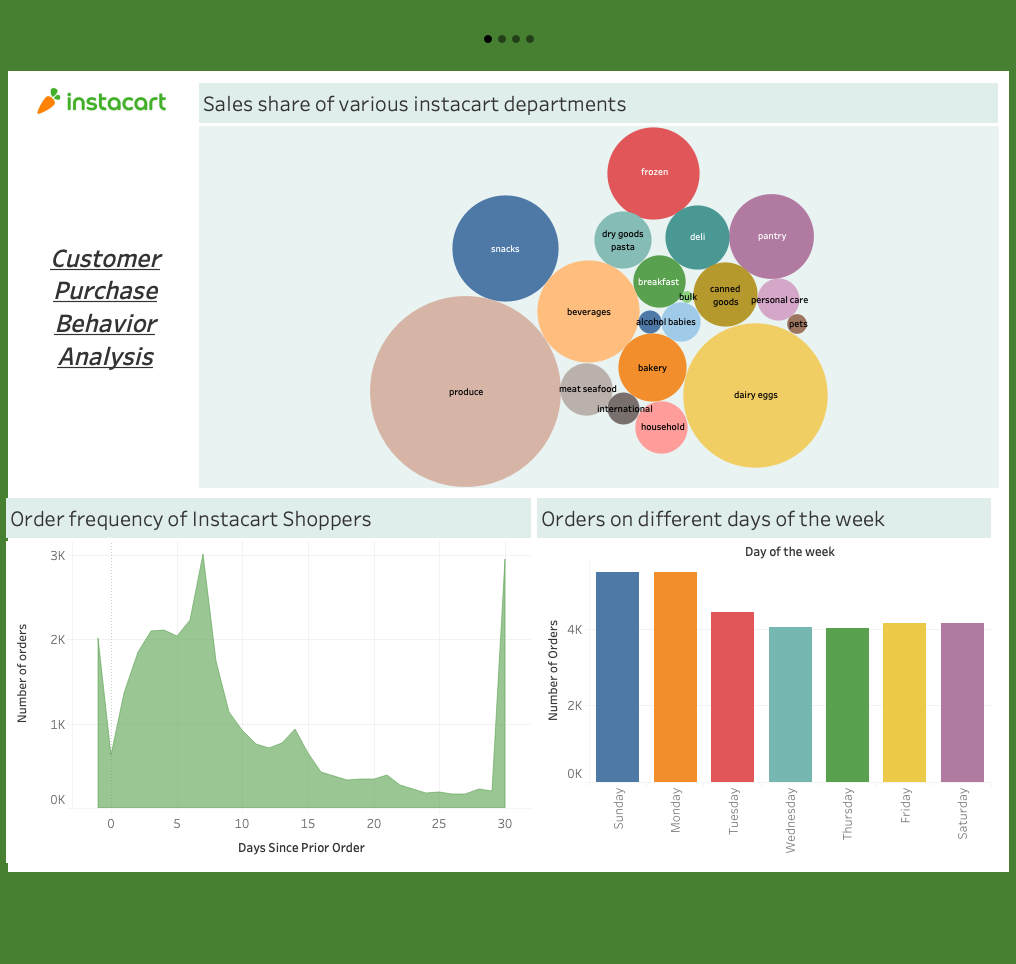 instacart
Customer
Purchase
Behavior
Analysis
Sales share of various instacart departments
frozen
snacks
dry goods
pasta
deli
pantry
breakfast
bulk
canned
goods
personal care
beverages
alcohol
babies
pets
bakery
produce
meat seafood
dairy eggs
international
household
Order frequency of Instacart Shoppers
Number of orders
3K
2K
1K
0K
0
5
10
15
20
25
30
Days Since Prior Order
Orders on different days of the week
Day of the week
Number of Orders
4K
2K
0K
Sunday
Monday
Tuesday
Wednesday
Thursday
Friday
Saturday